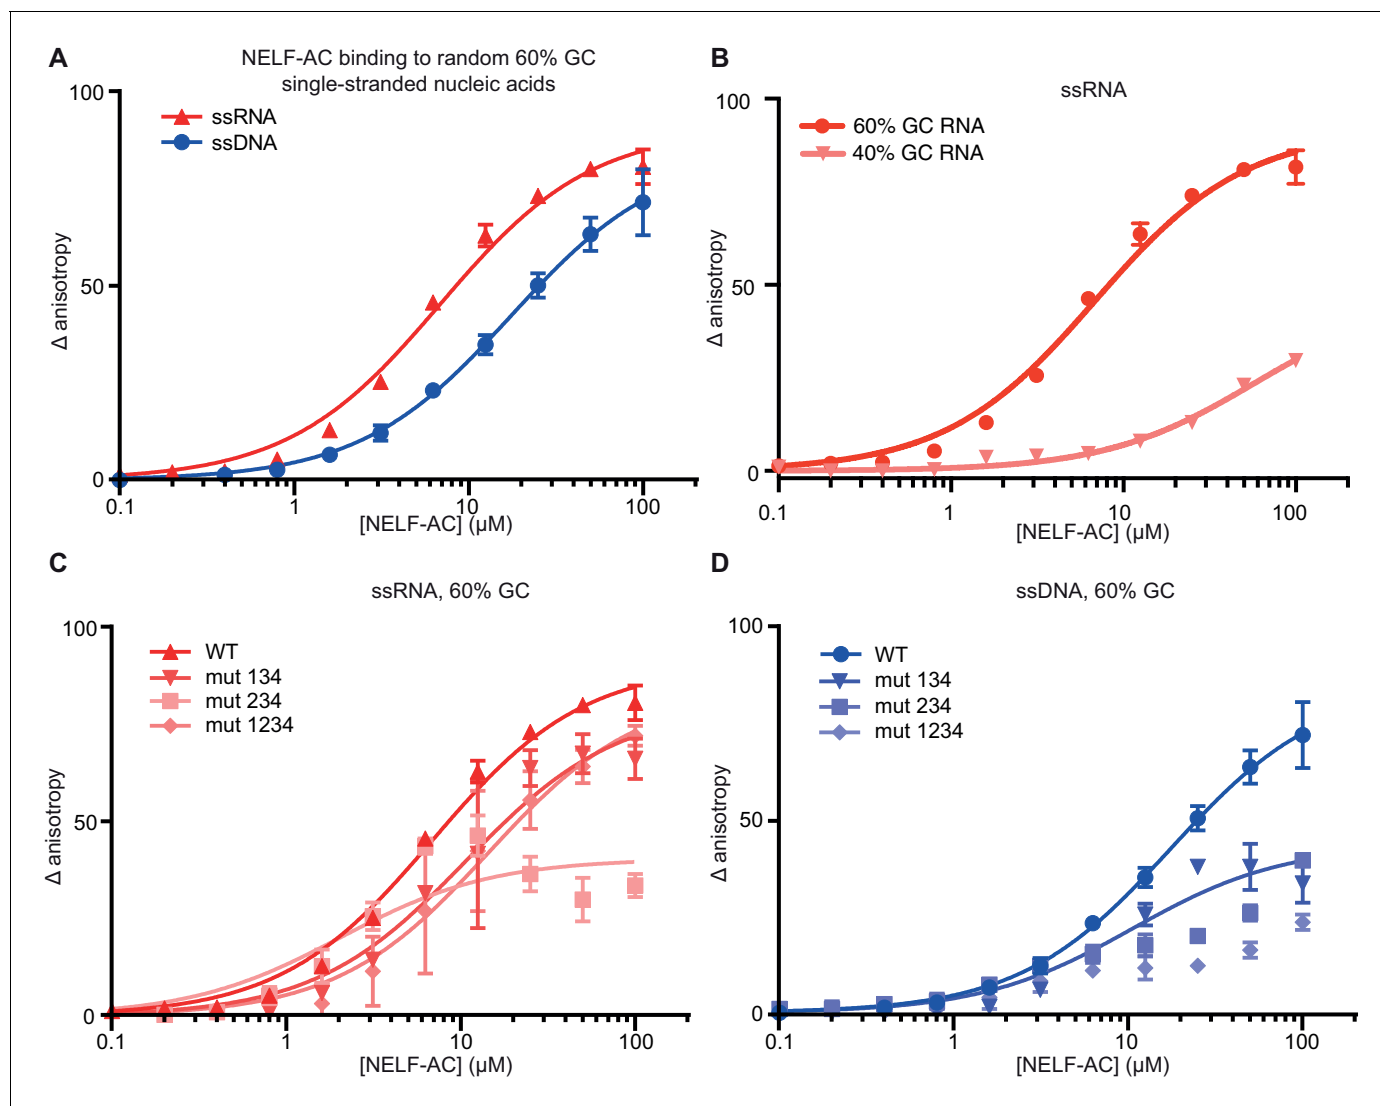 A
NELF-AC binding to random 60% GC
single-stranded nucleic acids
ssRNA
ssDNA
100
50
0
Δ anisotropy
0.1 1 10 100
[NELF-AC] (μM)
B
ssRNA
60% GC RNA
40% GC RNA
100
50
0
Δ anisotropy
0.1 1 10 100
[NELF-AC] (μM)
C
ssRNA, 60% GC
WT
mut 134
mut 234
mut 1234
100
50
0
Δ anisotropy
0.1 1 10 100
[NELF-AC] (μM)
D
ssDNA, 60% GC
WT
mut 134
mut 234
mut 1234
100
50
0
Δ anisotropy
0.1 1 10 100
[NELF-AC] (μM)